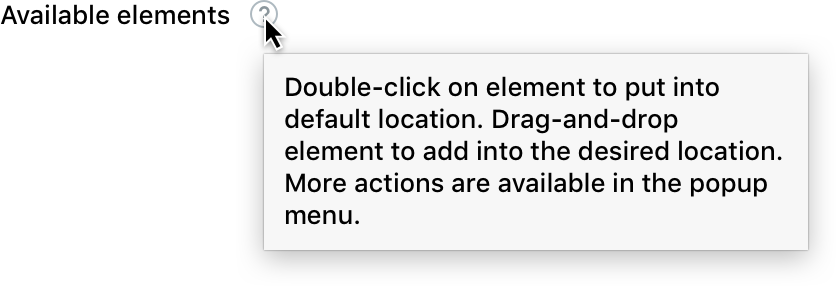 Available elements ?
Double-click on element to put into
default location. Drag-and-drop
element to add into the desired location.
More actions are available in the popup
menu.